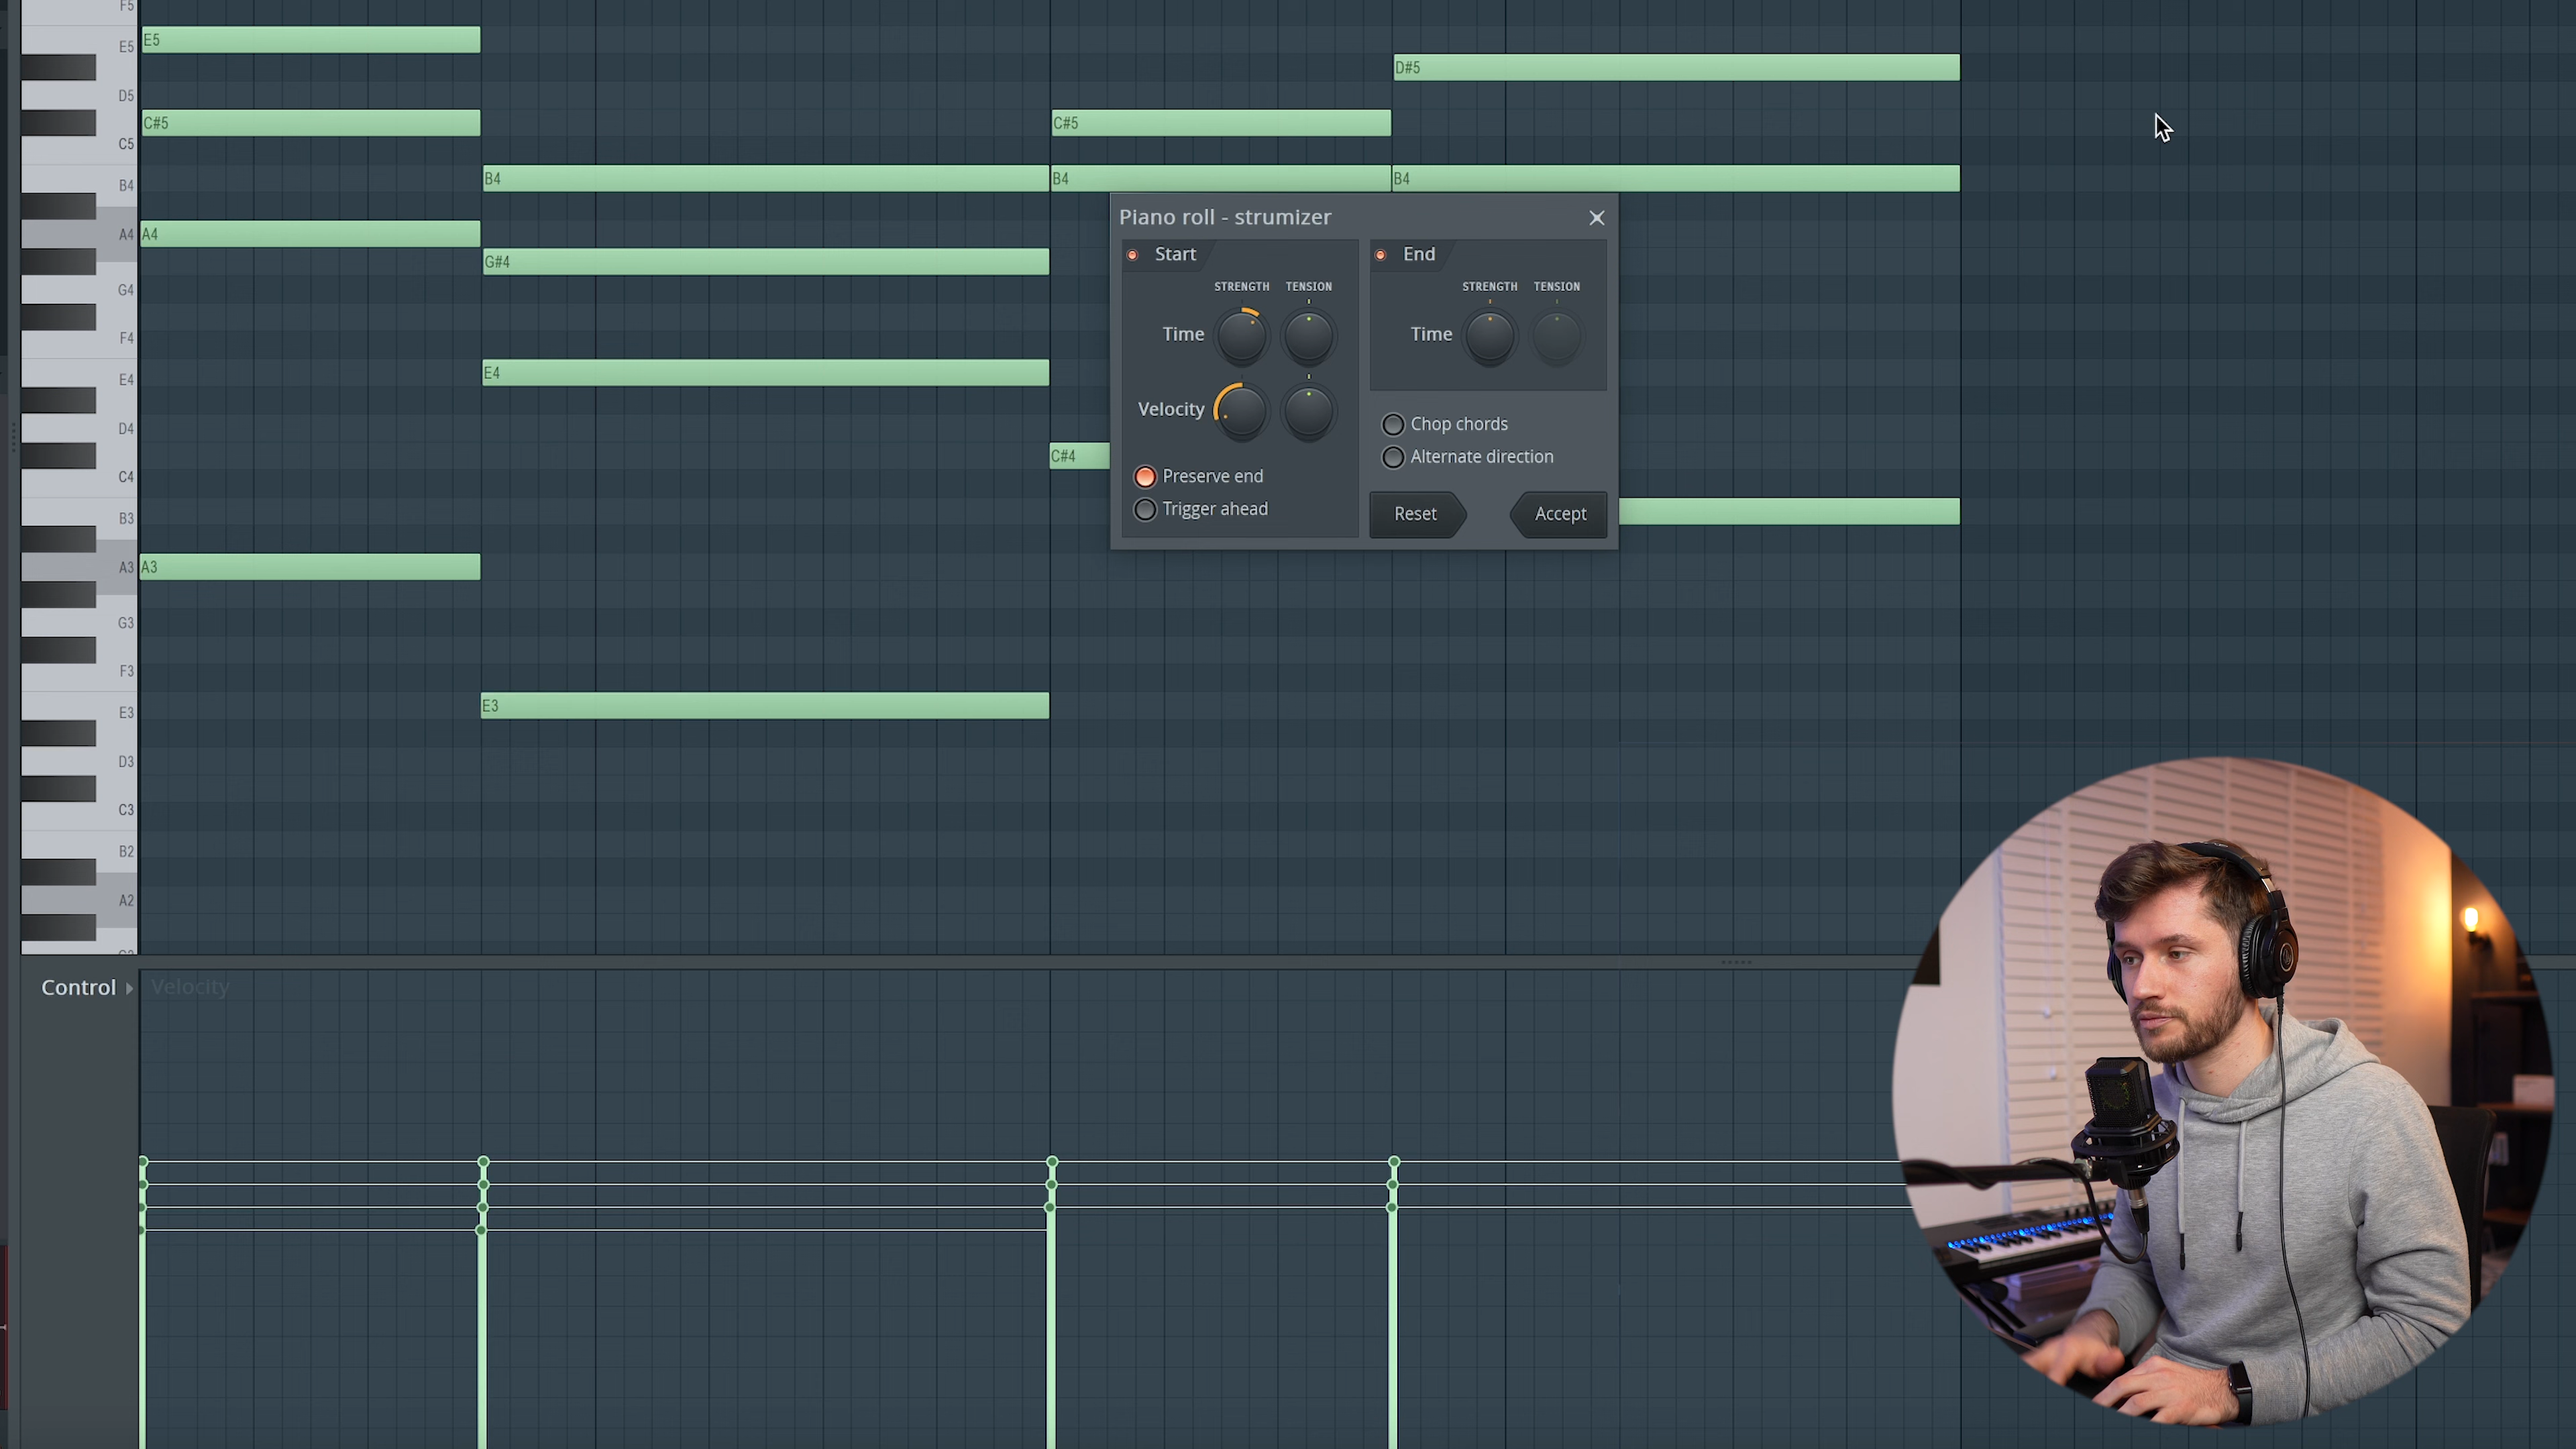 F5
E5
E5
D#5
D5
C#5
C#5
C5
B4
B4
B4
B4
A4
A4
G#4
G4
F4
E4
E4
D4
C#4
C4
B3
A3
A3
G3
F3
E3
E3
D3
C3
B2
A2
Piano roll - strumizer
Start
STRENGTH TENSION
Time
Velocity
Preserve end
Trigger ahead
End
STRENGTH TENSION
Time
Chop chords
Alternate direction
Reset
Accept
Control
Velocity